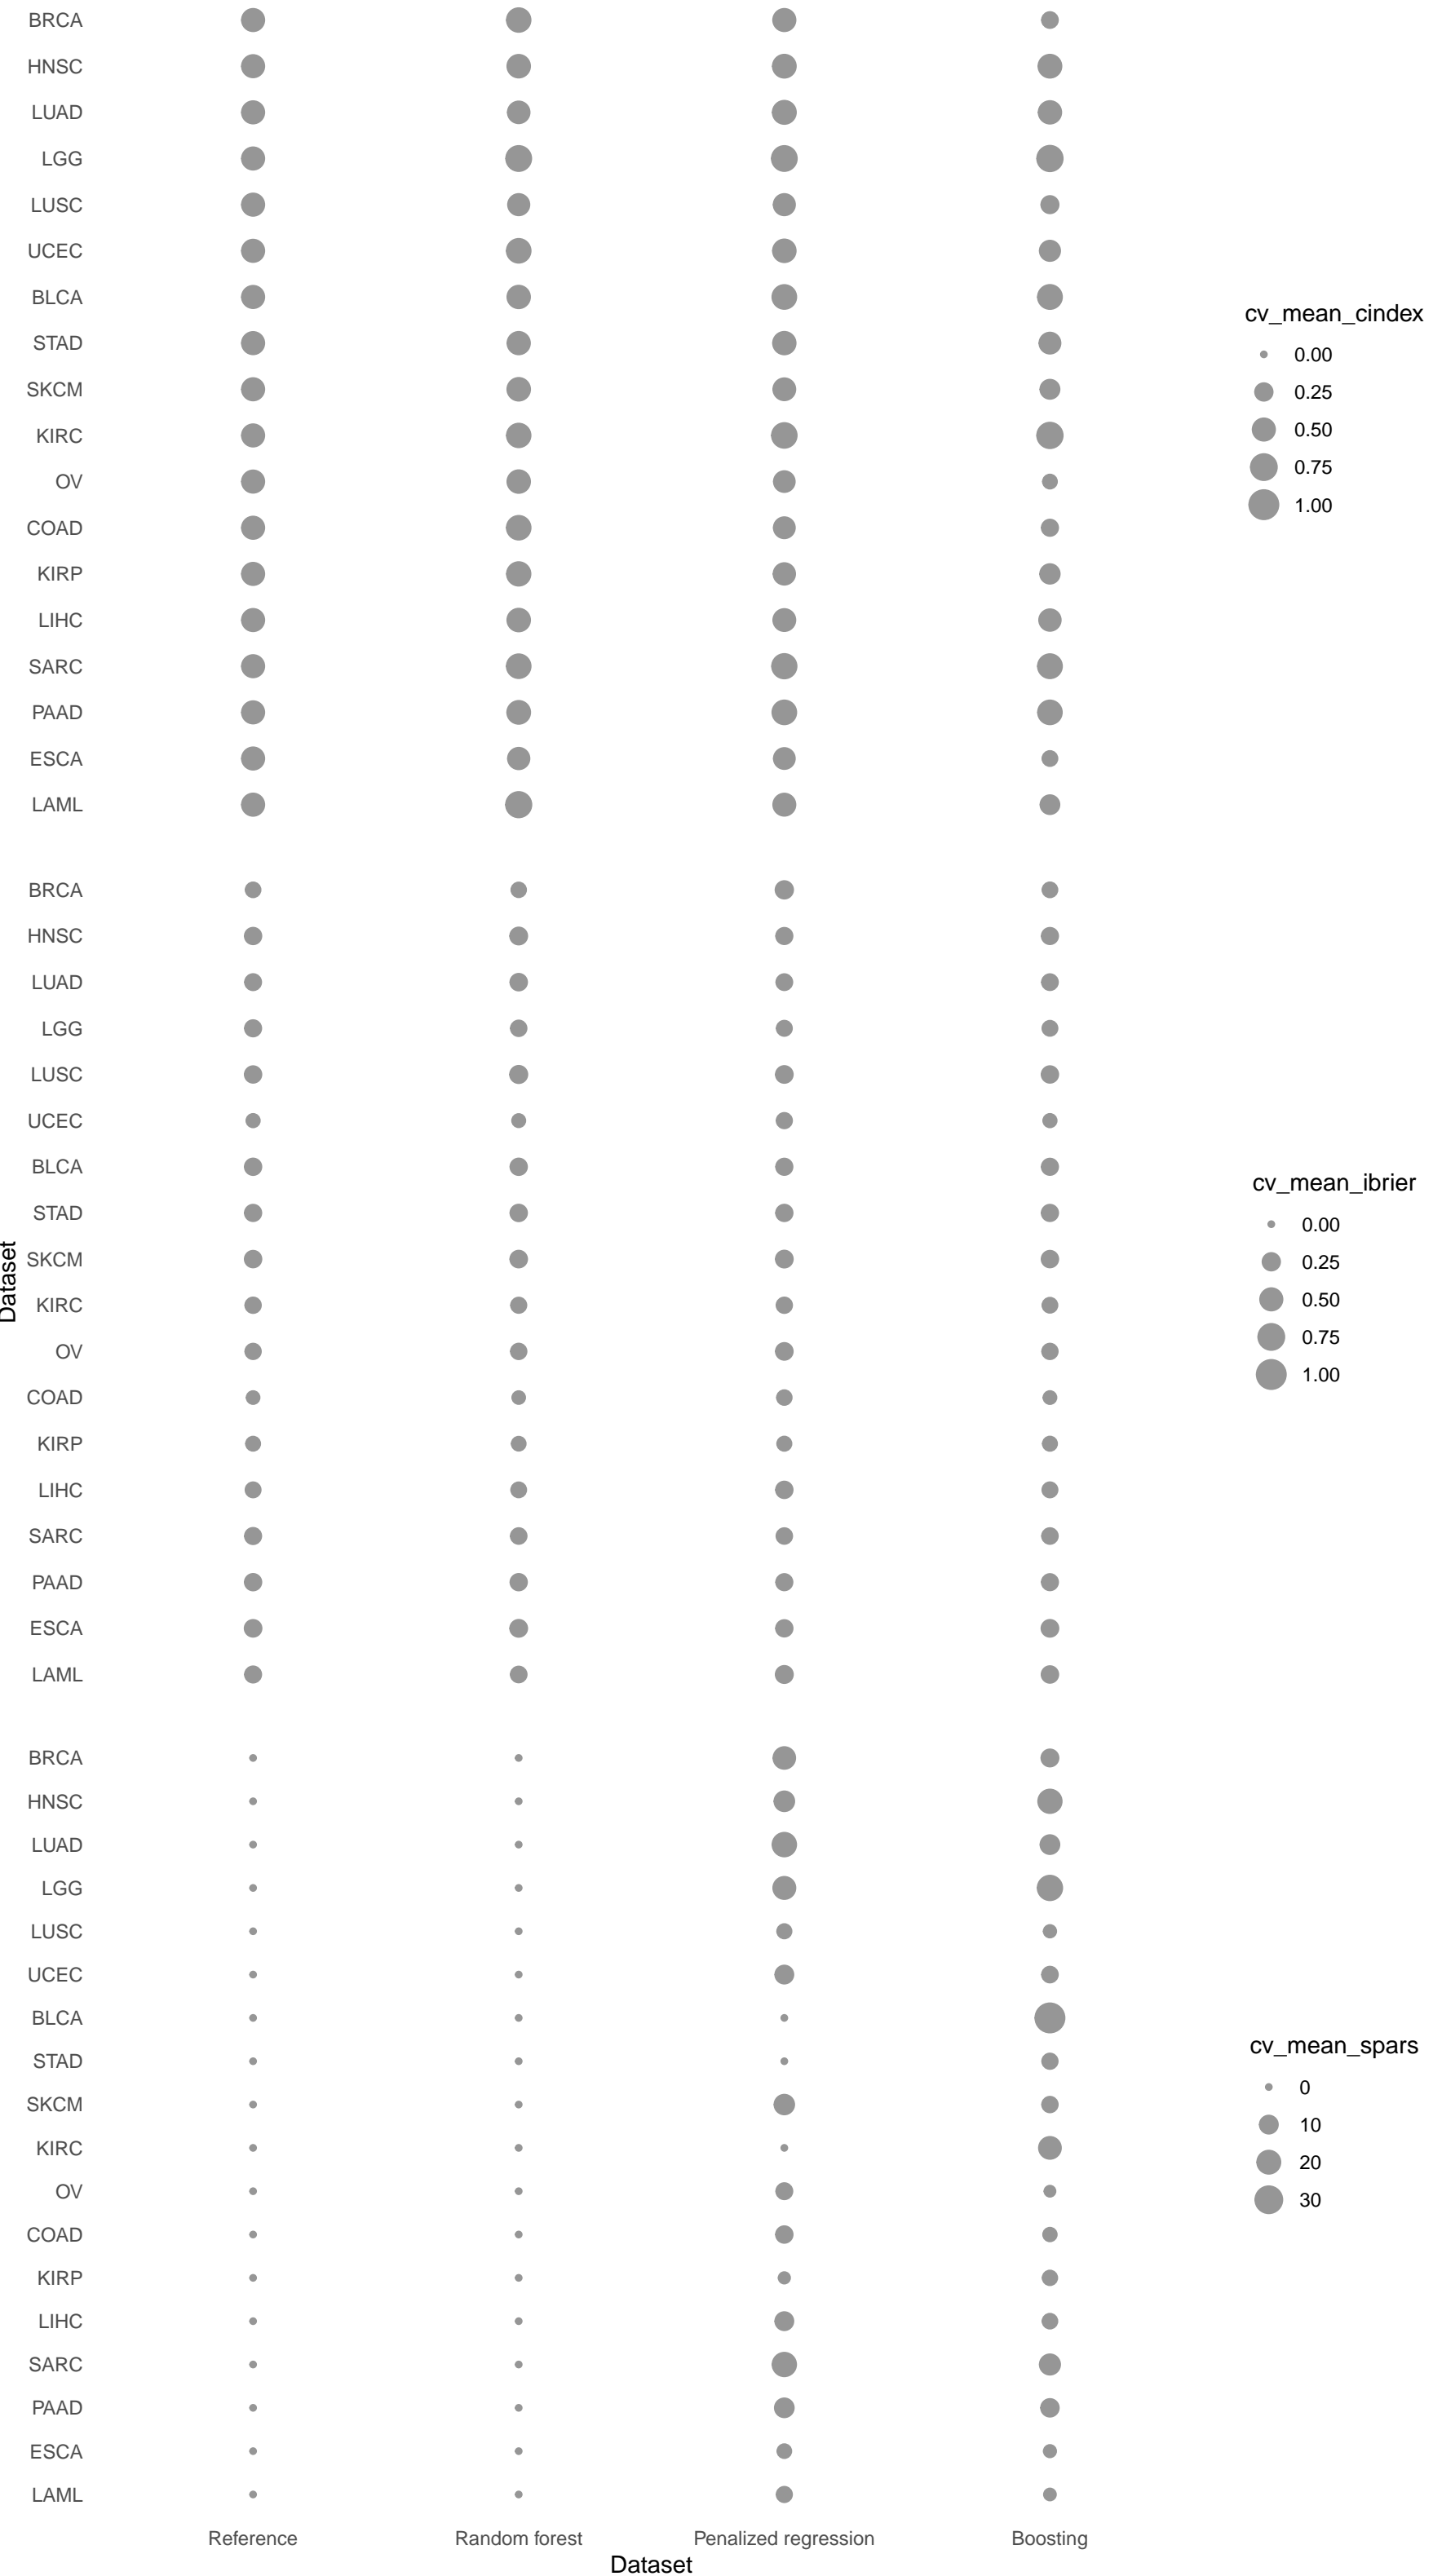 BRCA
HNSC
LUAD
LGG
LUSC
UCEC
BLCA
STAD
SKCM
KIRC
OV
COAD
KIRP
LIHC
SARC
PAAD
ESCA
LAML
cv_mean_cindex
0.00
0.25
0.50
0.75
1.00
Dataset
BRCA
HNSC
LUAD
LGG
LUSC
UCEC
BLCA
STAD
SKCM
KIRC
OV
COAD
KIRP
LIHC
SARC
PAAD
ESCA
LAML
cv_mean_ibrier
0.00
0.25
0.50
0.75
1.00
BRCA
HNSC
LUAD
LGG
LUSC
UCEC
BLCA
STAD
SKCM
KIRC
OV
COAD
KIRP
LIHC
SARC
PAAD
ESCA
LAML
cv_mean_spars
0
10
20
30
Reference Random forest Penalized regression Boosting
Dataset